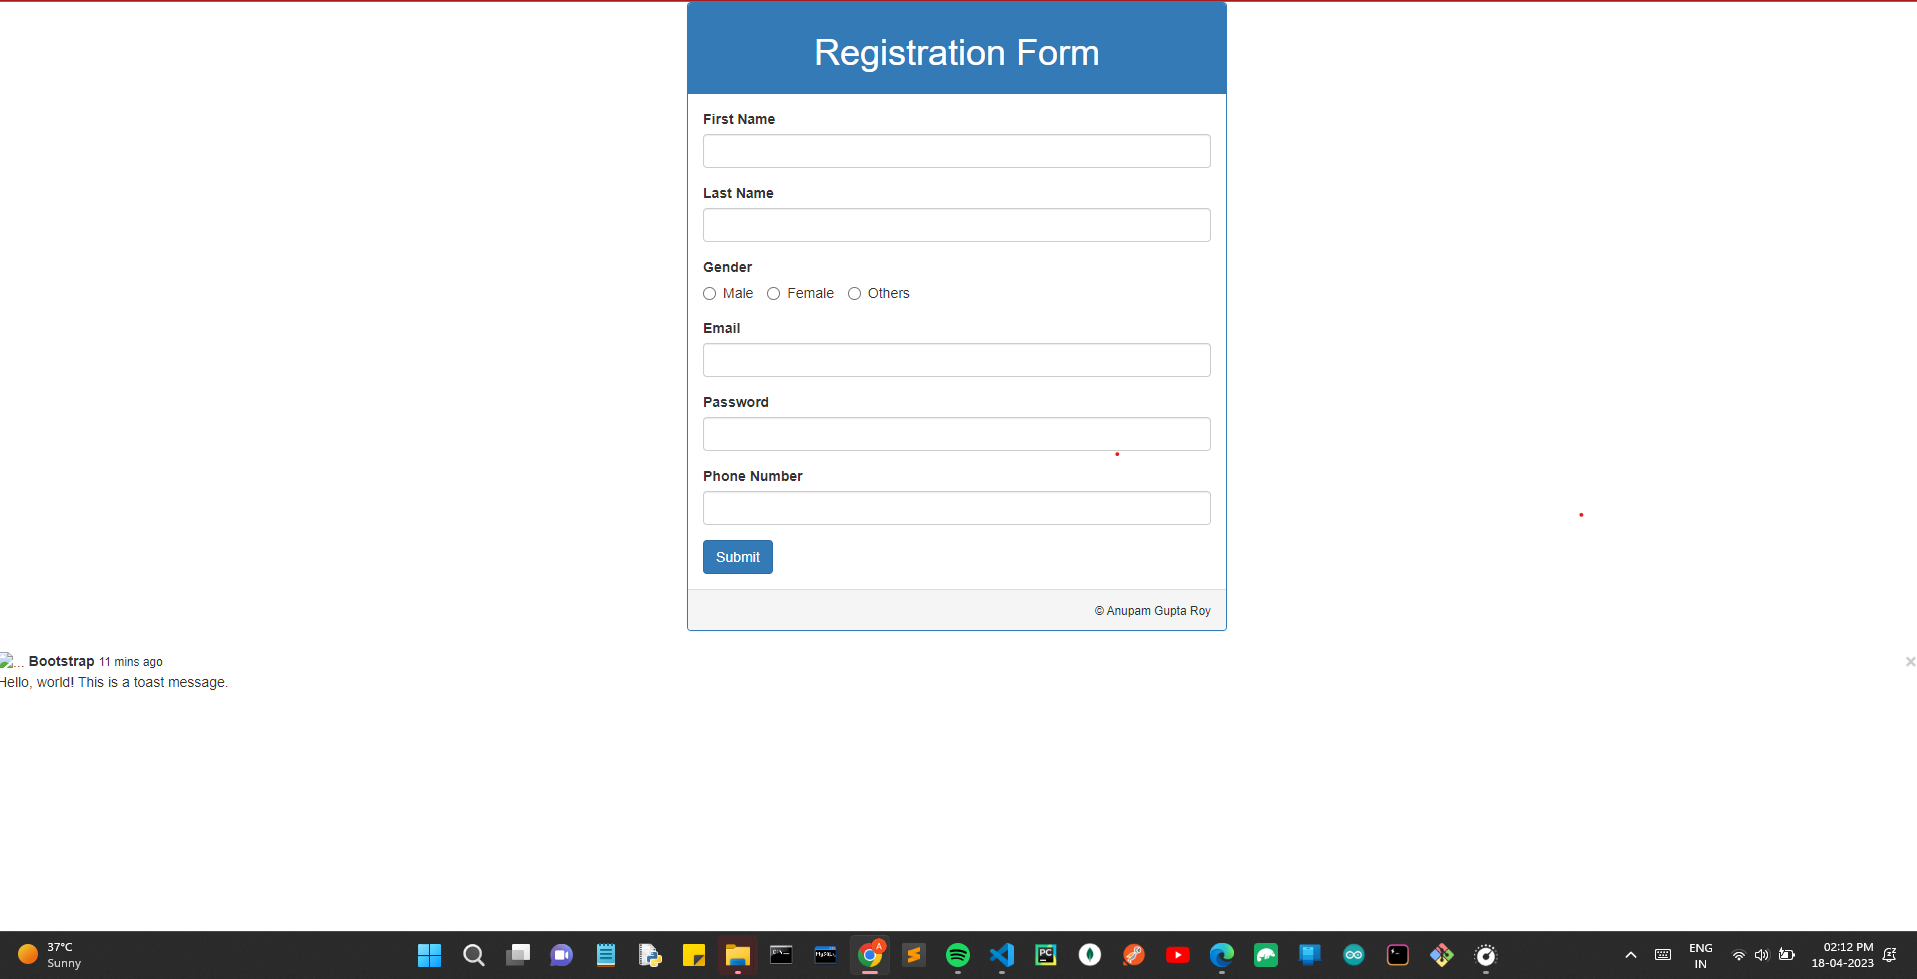 Registration Form
First Name
Last Name
Gender
Male Female Others
Email
Password
Phone Number
Submit
© Anupam Gupta Roy
... Bootstrap 11 mins ago ×
Hello, world! This is a toast message.
37°C
Sunny
ENG
IN
02:12 PM
18-04-2023